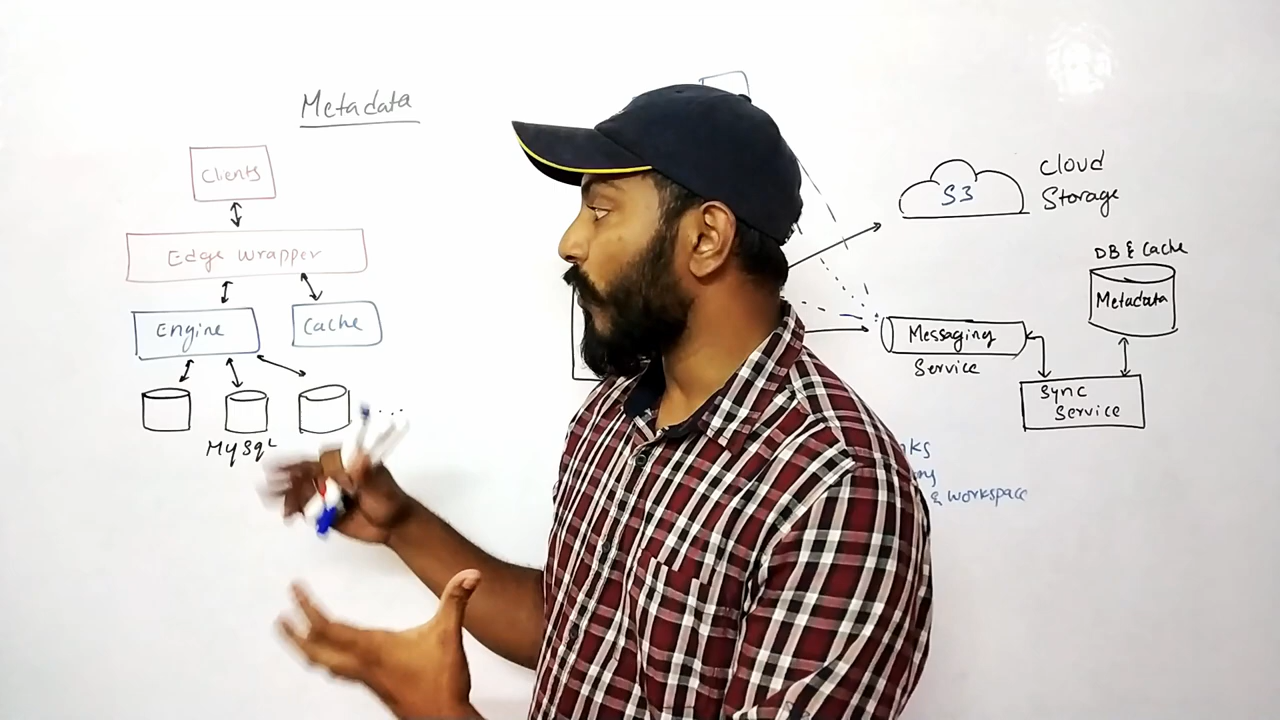 Metadata
Clients
Edge Wrapper
Engine
Cache
MySql
S3
Cloud
Storage
DB & Cache
Metadata
Messaging
Service
Sync
Service
& workspace